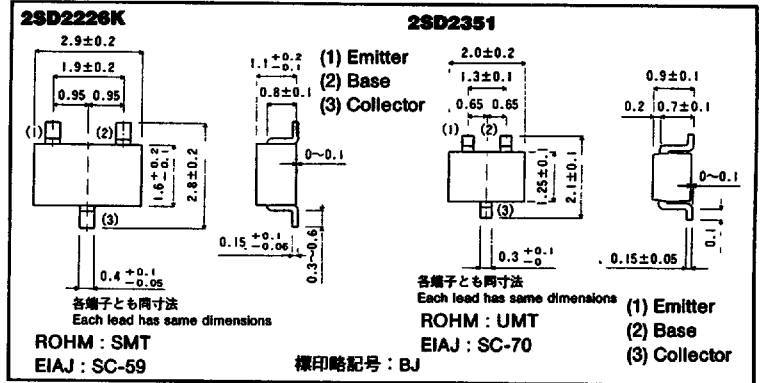 2SD2226K
2.9±0.2
1.9±0.2
0.95 0.95
(1) (2)
1.6 +0.2 -0.1
2.8±0.2
(3)
0.4 +0.1 -0.05
各端子とも同寸法
Each lead has same dimensions
ROHM : SMT
EIAJ : SC-59
1.1 +0.2 -0.1
0.8±0.1
0~0.1
0.15 +0.1 -0.06
0.3~0.6
(1) Emitter
(2) Base
(3) Collector
2SD2351
2.0±0.2
1.3±0.1
0.65 0.65
(1) (2)
1.25±0.1
2.1±0.1
(3)
0.3 +0.1 -0
各端子とも同寸法
Each lead has same dimensions
ROHM : UMT
EIAJ : SC-70
0.9±0.1
0.2 0.7±0.1
0~0.1
0.1
0.15±0.05
(1) Emitter
(2) Base
(3) Collector
標印略記号 : BJ